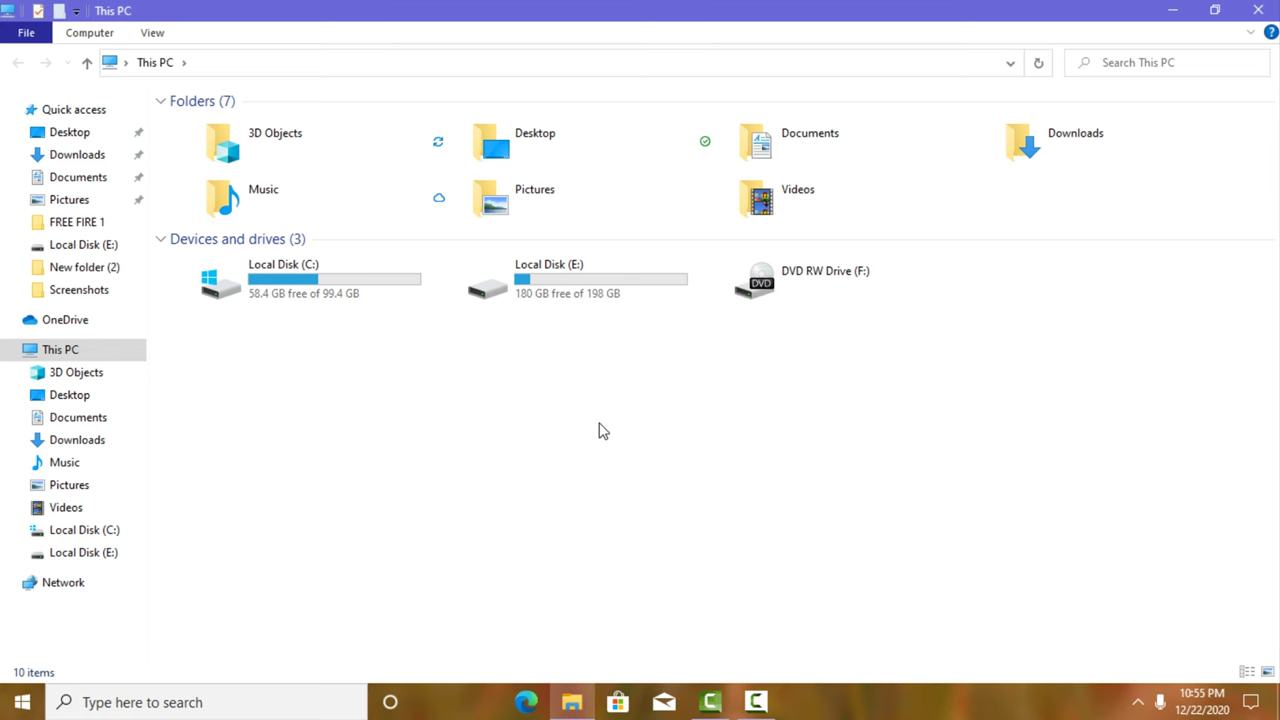 This PC
File
Computer
View
This PC
Search This PC
Quick access
Desktop
Downloads
Documents
Pictures
FREE FIRE 1
Local Disk (E:)
New folder (2)
Screenshots
OneDrive
This PC
3D Objects
Desktop
Documents
Downloads
Music
Pictures
Videos
Local Disk (C:)
Local Disk (E:)
Network
Folders (7)
3D Objects
Desktop
Documents
Downloads
Music
Pictures
Videos
Devices and drives (3)
Local Disk (C:)
58.4 GB free of 99.4 GB
Local Disk (E:)
180 GB free of 198 GB
DVD RW Drive (F:)
DVD
10 items
Type here to search
10:55 PM
12/22/2020